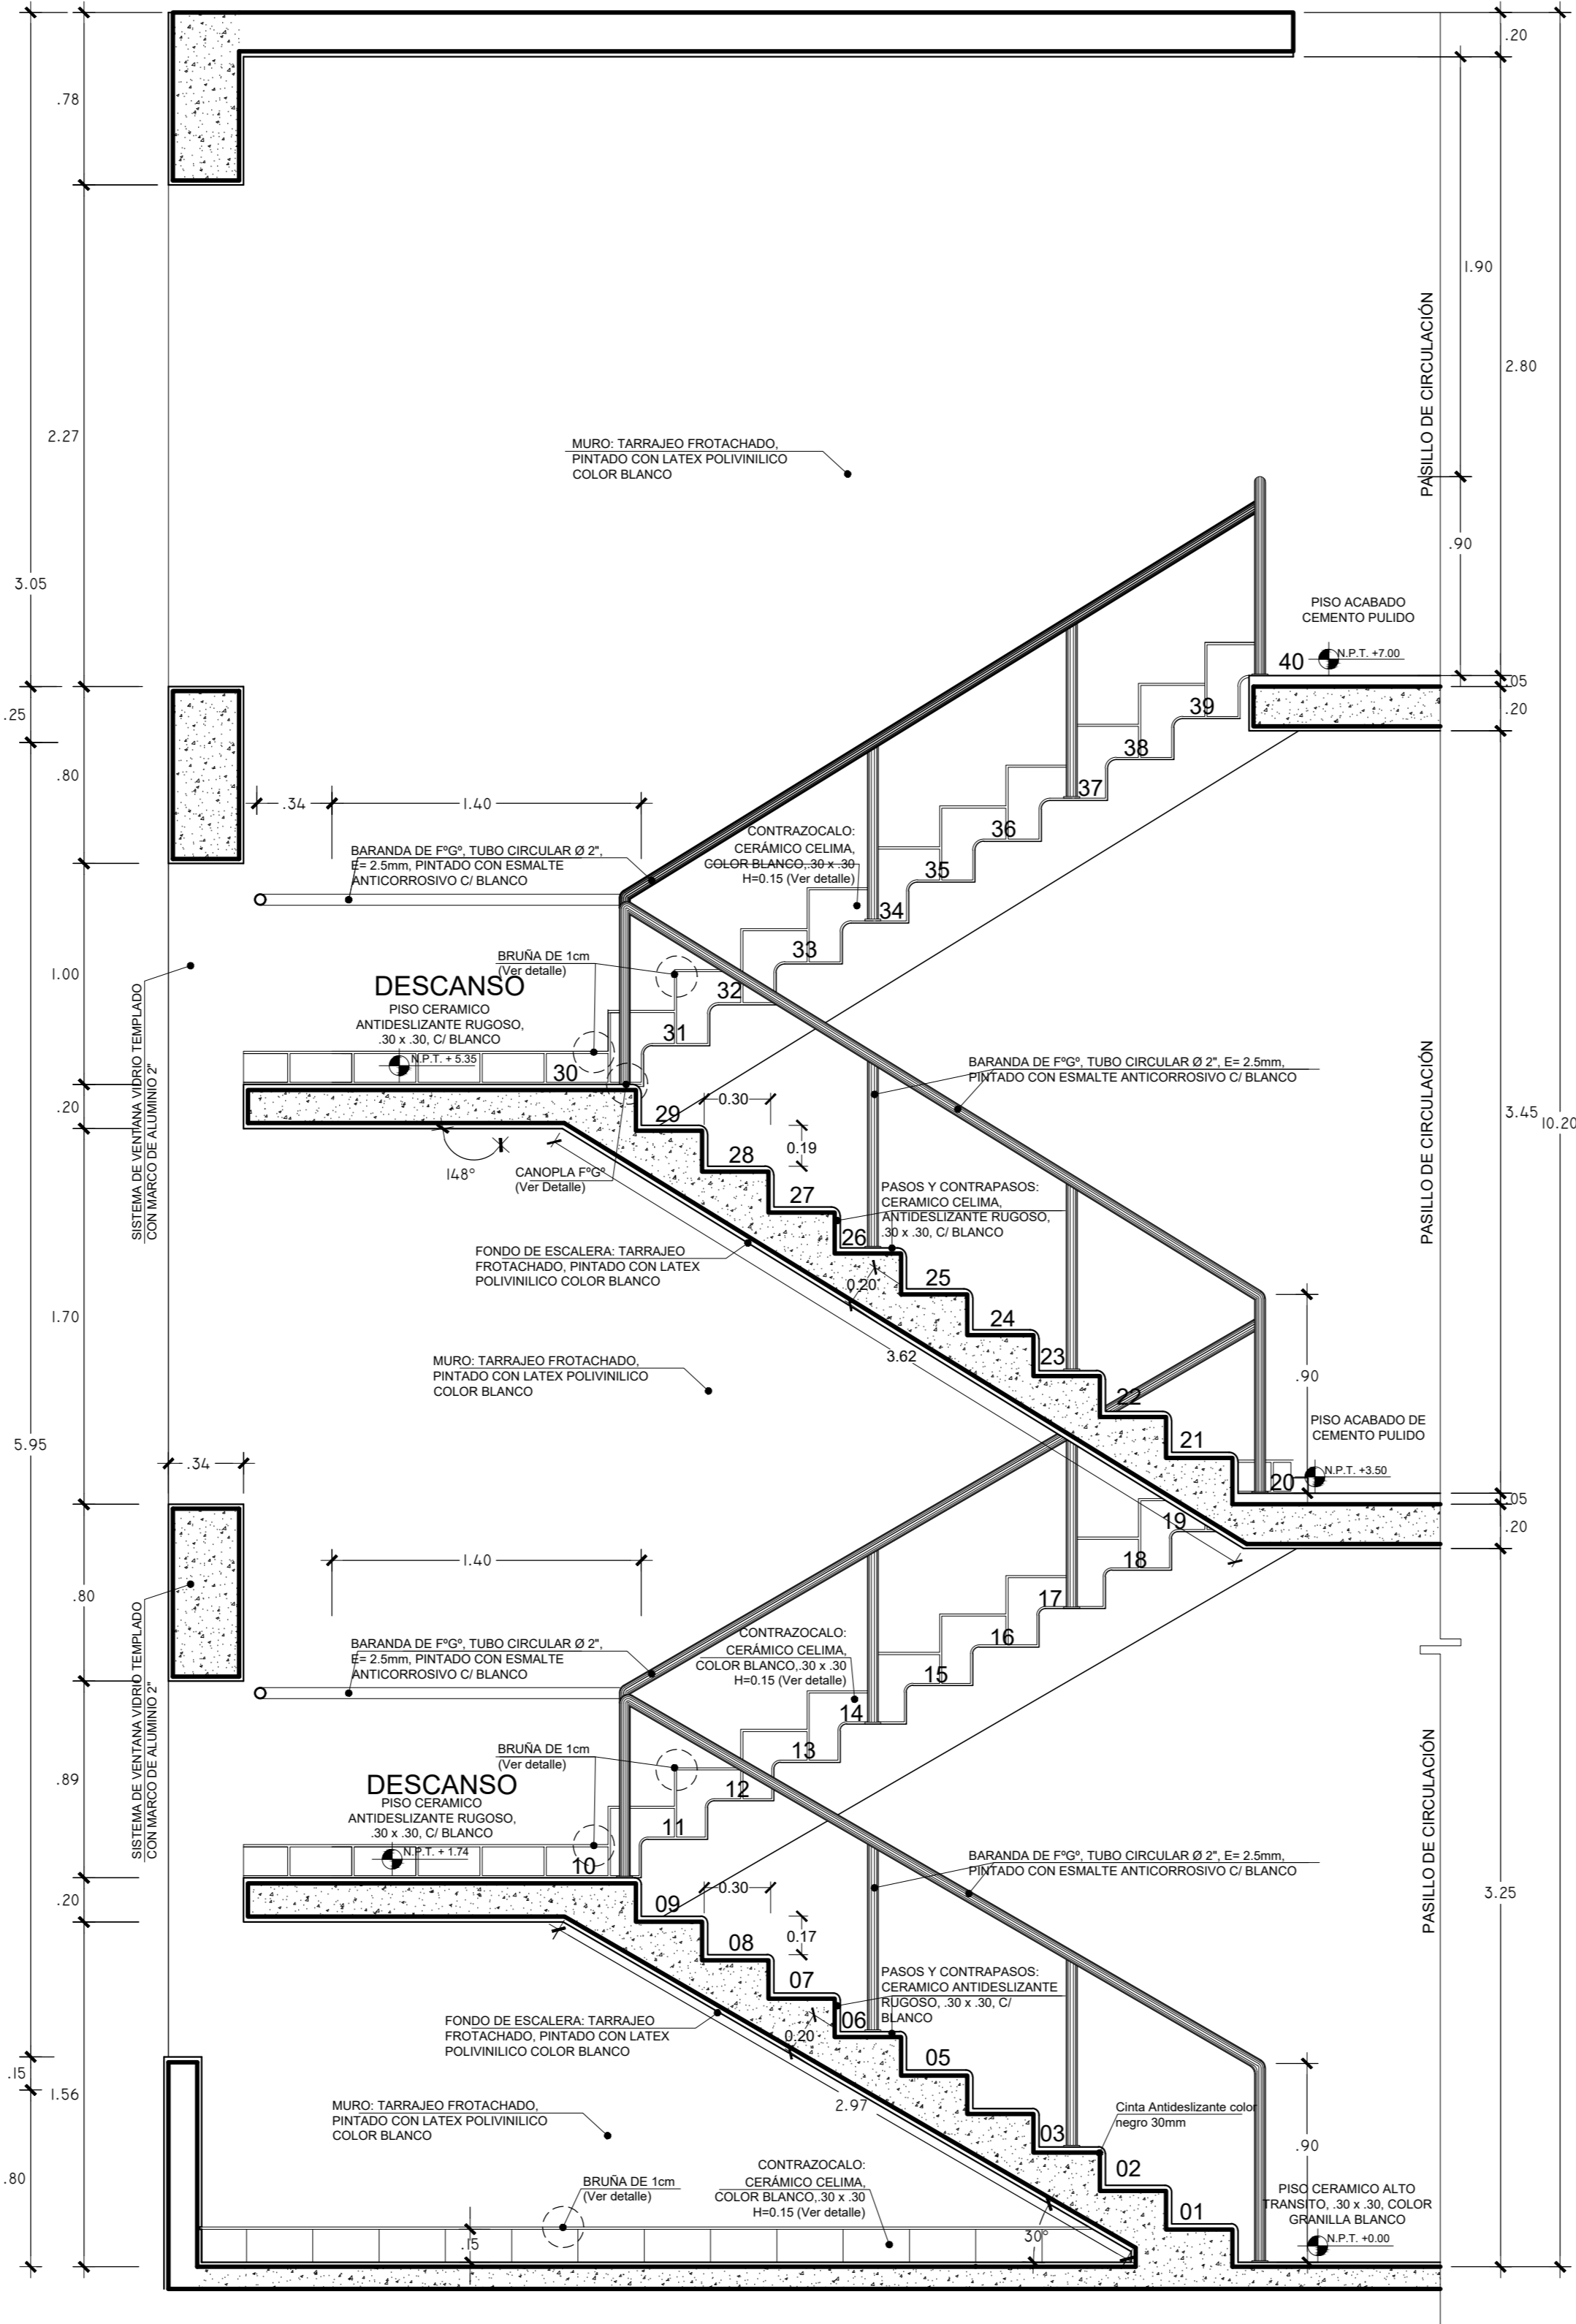 .20
.78
1.90
PASILLO DE CIRCULACIÓN
2.80
2.27
MURO: TARRAJEO FROTACHADO,
PINTADO CON LATEX POLIVINILICO
COLOR BLANCO
.90
3.05
PISO ACABADO
CEMENTO PULIDO
40
N.P.T. +7.00
.05
.20
39
.25
38
.80
37
.34
1.40
36
CONTRAZOCALO:
CERÁMICO CELIMA,
COLOR BLANCO,.30 x .30
H=0.15 (Ver detalle)
BARANDA DE FºGº, TUBO CIRCULAR Ø 2",
E= 2.5mm, PINTADO CON ESMALTE
ANTICORROSIVO C/ BLANCO
35
34
33
BRUÑA DE 1cm
(Ver detalle)
1.00
DESCANSO
PISO CERAMICO
ANTIDESLIZANTE RUGOSO,
.30 x .30, C/ BLANCO
N.P.T. + 5.35
32
31
30
SISTEMA DE VENTANA VIDRIO TEMPLADO
CON MARCO DE ALUMINIO 2"
BARANDA DE FºGº, TUBO CIRCULAR Ø 2", E= 2.5mm,
PINTADO CON ESMALTE ANTICORROSIVO C/ BLANCO
PASILLO DE CIRCULACIÓN
3.45
10.20
.20
29
0.30
0.19
28
148°
CANOPLA FºGº
(Ver Detalle)
27
PASOS Y CONTRAPASOS:
CERAMICO CELIMA,
ANTIDESLIZANTE RUGOSO,
.30 x .30, C/ BLANCO
26
FONDO DE ESCALERA: TARRAJEO
FROTACHADO, PINTADO CON LATEX
POLIVINILICO COLOR BLANCO
0.20
25
1.70
24
3.62
23
MURO: TARRAJEO FROTACHADO,
PINTADO CON LATEX POLIVINILICO
COLOR BLANCO
.90
22
PISO ACABADO DE
CEMENTO PULIDO
21
5.95
.34
20
N.P.T. +3.50
.05
.20
19
1.40
18
.80
17
16
CONTRAZOCALO:
CERÁMICO CELIMA,
COLOR BLANCO,.30 x .30
H=0.15 (Ver detalle)
BARANDA DE FºGº, TUBO CIRCULAR Ø 2",
E= 2.5mm, PINTADO CON ESMALTE
ANTICORROSIVO C/ BLANCO
15
14
13
SISTEMA DE VENTANA VIDRIO TEMPLADO
CON MARCO DE ALUMINIO 2"
BRUÑA DE 1cm
(Ver detalle)
.89
DESCANSO
PISO CERAMICO
ANTIDESLIZANTE RUGOSO,
.30 x .30, C/ BLANCO
N.P.T. + 1.74
12
11
10
BARANDA DE FºGº, TUBO CIRCULAR Ø 2", E= 2.5mm,
PINTADO CON ESMALTE ANTICORROSIVO C/ BLANCO
PASILLO DE CIRCULACIÓN
3.25
.20
09
0.30
0.17
08
07
PASOS Y CONTRAPASOS:
CERAMICO ANTIDESLIZANTE
RUGOSO, .30 x .30, C/
BLANCO
06
0.20
FONDO DE ESCALERA: TARRAJEO
FROTACHADO, PINTADO CON LATEX
POLIVINILICO COLOR BLANCO
05
.15
1.56
2.97
MURO: TARRAJEO FROTACHADO,
PINTADO CON LATEX POLIVINILICO
COLOR BLANCO
Cinta Antideslizante color
negro 30mm
03
.90
02
.80
BRUÑA DE 1cm
(Ver detalle)
CONTRAZOCALO:
CERÁMICO CELIMA,
COLOR BLANCO,.30 x .30
H=0.15 (Ver detalle)
01
PISO CERAMICO ALTO
TRANSITO, .30 x .30, COLOR
GRANILLA BLANCO
N.P.T. +0.00
.15
30°